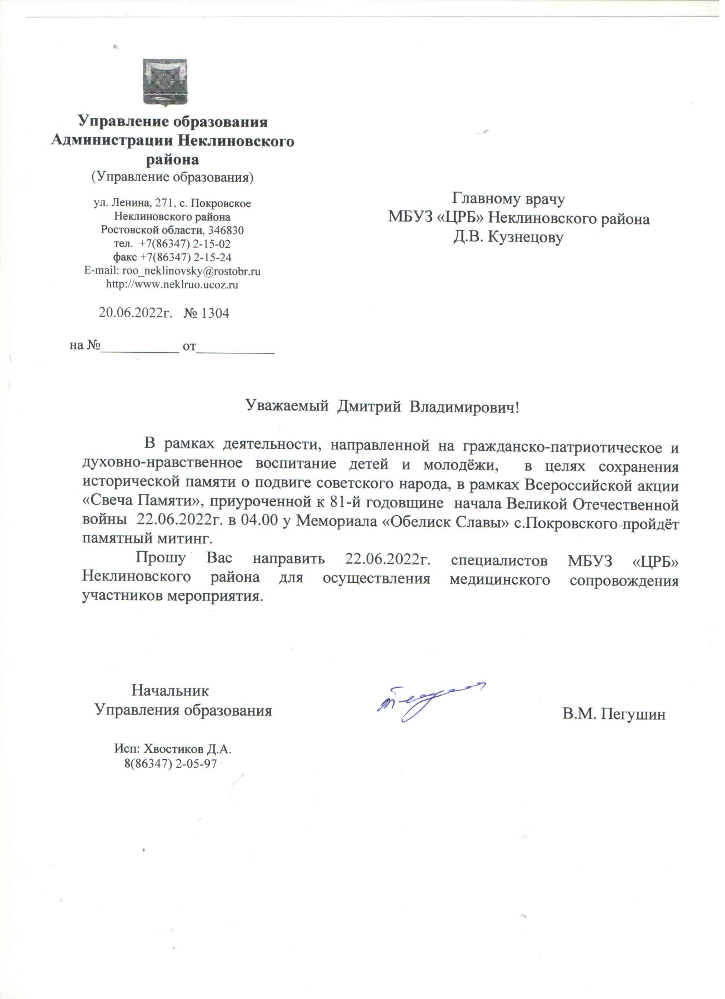 Управление образования
Администрации Неклиновского
района
(Управление образования)
ул. Ленина, 271, с. Покровское
Неклиновского района
Ростовской области, 346830
тел.  +7(86347) 2-15-02
факс +7(86347) 2-15-24
E-mail: roo_neklinovsky@rostobr.ru
http://www.neklruo.ucoz.ru
20.06.2022г.   № 1304
на №___________ от___________
Главному врачу
МБУЗ «ЦРБ» Неклиновского района
Д.В. Кузнецову
Уважаемый Дмитрий Владимирович!
В рамках деятельности, направленной на гражданско-патриотическое и
духовно-нравственное воспитание детей и молодёжи, в целях сохранения
исторической памяти о подвиге советского народа, в рамках Всероссийской акции
«Свеча Памяти», приуроченной к 81-й годовщине начала Великой Отечественной
войны 22.06.2022г. в 04.00 у Мемориала «Обелиск Славы» с.Покровского пройдёт
памятный митинг.
Прошу Вас направить 22.06.2022г. специалистов МБУЗ «ЦРБ»
Неклиновского района для осуществления медицинского сопровождения
участников мероприятия.
Начальник
Управления образования
В.М. Пегушин
Исп: Хвостиков Д.А.
8(86347) 2-05-97